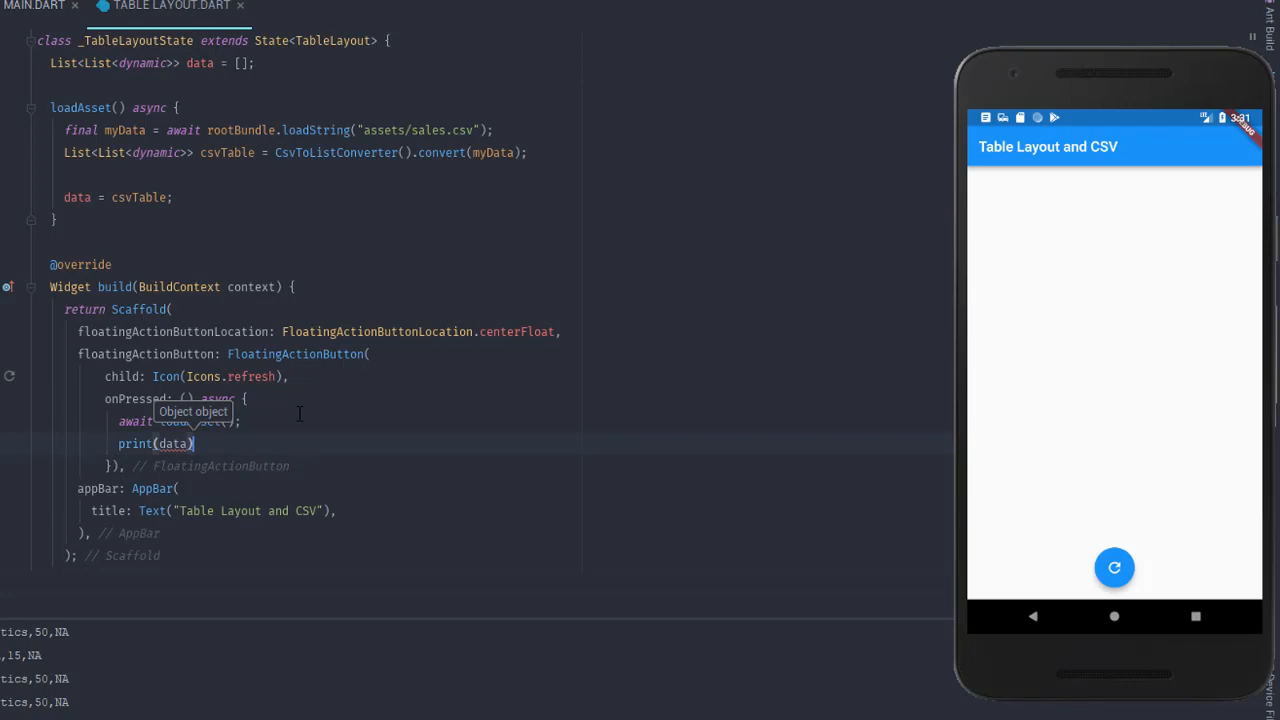 MAIN.DART × TABLE LAYOUT.DART ×
class _TableLayoutState extends State<TableLayout> {
List<List<dynamic>> data = [];
loadAsset() async {
final myData = await rootBundle.loadString("assets/sales.csv");
List<List<dynamic>> csvTable = CsvToListConverter().convert(myData);
data = csvTable;
}
@override
Widget build(BuildContext context) {
return Scaffold(
floatingActionButtonLocation: FloatingActionButtonLocation.centerFloat,
floatingActionButton: FloatingActionButton(
child: Icon(Icons.refresh),
onPressed: () async {
Object object
await
print(data)
}), // FloatingActionButton
appBar: AppBar(
title: Text("Table Layout and CSV"),
), // AppBar
); // Scaffold
tics,50,NA
,15,NA
tics,50,NA
tics,50,NA
3:31
Table Layout and CSV
Ant Build